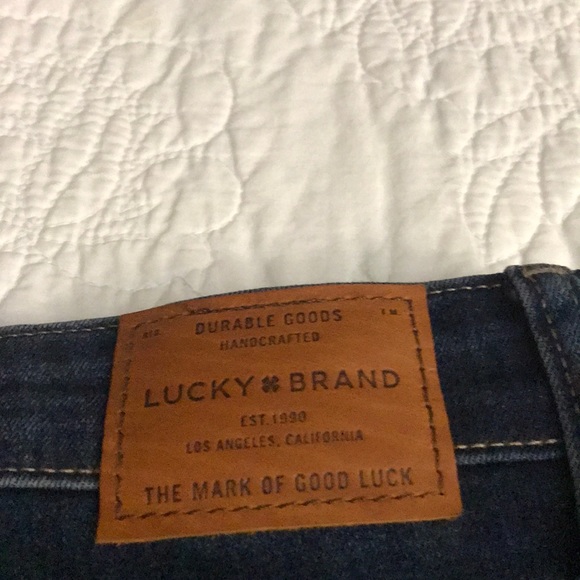 DURABLE GOODS
HANDCRAFTED
LUCKY BRAND
EST. 1990
LOS ANGELES, CALIFORNIA
THE MARK OF GOOD LUCK